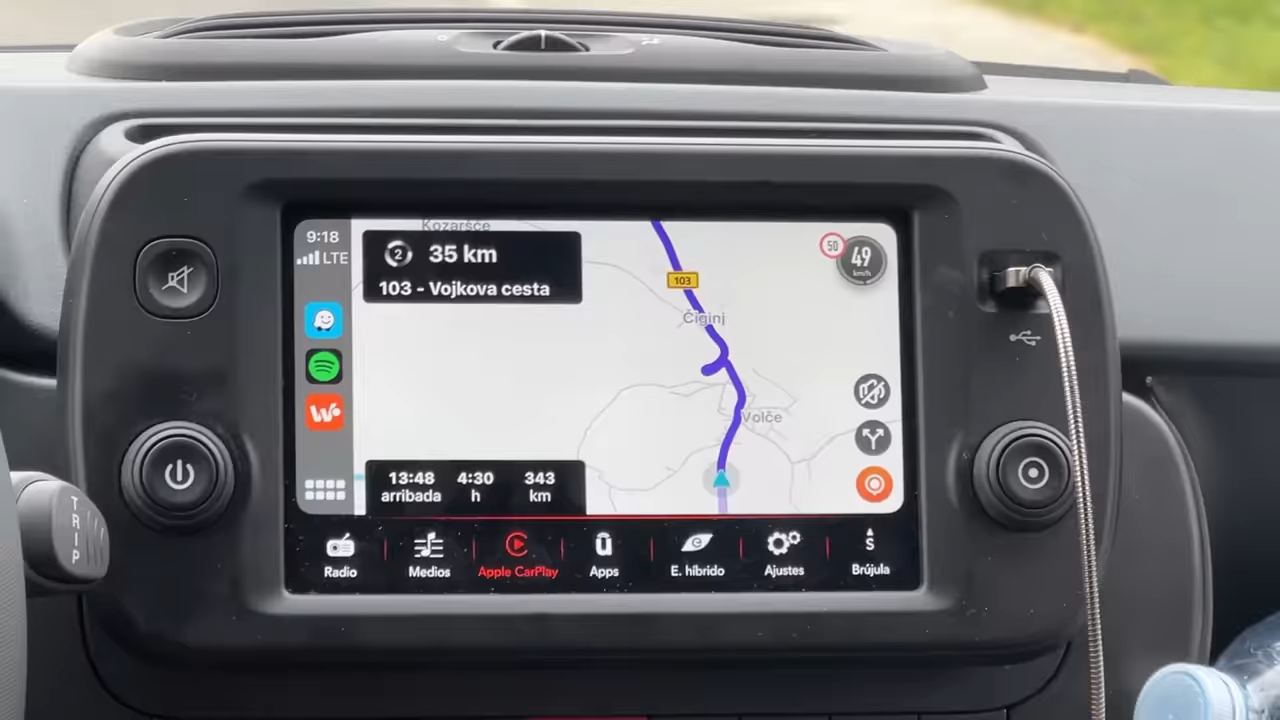 9:18
LTE
Kozaršče
2 35 km
103 - Vojkova cesta
103
Čiginj
Volče
50
49
km/h
13:48 4:30 343
arribada h km
Radio
Medios
Apple CarPlay
Apps
E. híbrido
Ajustes
S
Brújula
TRIP